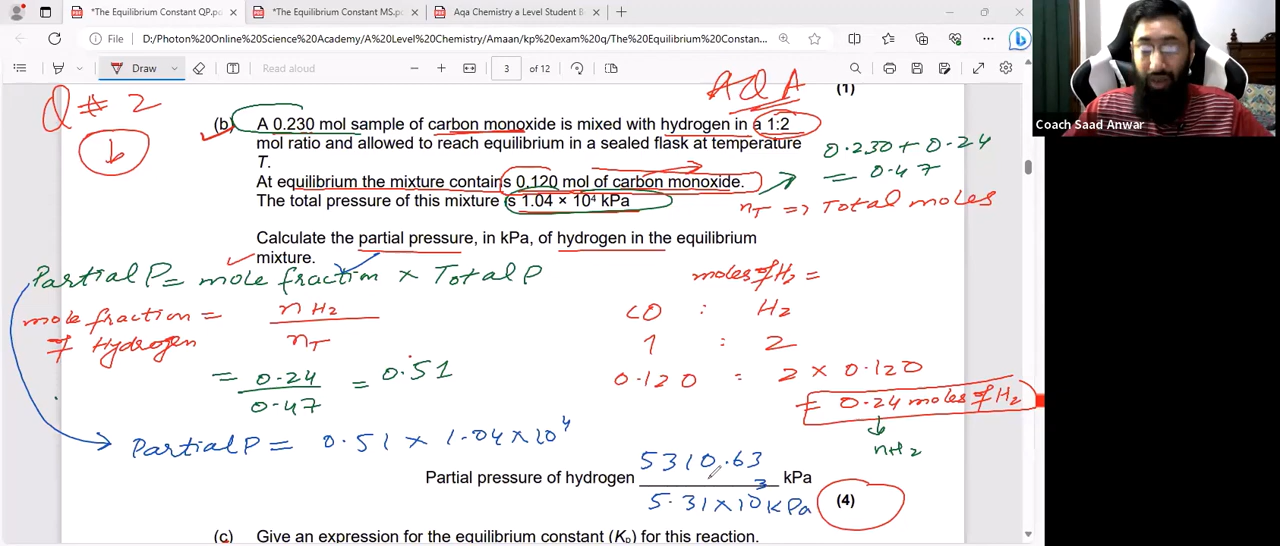 *The Equilibrium Constant QP.pdf
*The Equilibrium Constant MS.pdf
Aqa Chemistry a Level Student B
File D:/Photon%20Online%20Science%20Academy/A%20Level%20Chemistry/Amaan/kp%20exam%20q/The%20Equilibrium%20Constan...
Draw
Read aloud
3 of 12
Coach Saad Anwar
Q # 2
b
AQA
(1)
(b) A 0.230 mol sample of carbon monoxide is mixed with hydrogen in a 1:2
mol ratio and allowed to reach equilibrium in a sealed flask at temperature
T.
At equilibrium the mixture contains 0.120 mol of carbon monoxide.
The total pressure of this mixture is 1.04 × 10⁴ kPa
0.230 + 0.24
= 0.47
nT => Total moles
Calculate the partial pressure, in kPa, of hydrogen in the equilibrium
mixture.
Partial P = mole fraction × Total P
mole fraction = n H2 / nT
of Hydrogen
= 0.24 / 0.47 = 0.51
moles of H2 =
CO : H2
1 : 2
0.120 = 2 × 0.120
= 0.24 moles of H2
nH2
Partial P = 0.51 × 1.04 × 10⁴
5310.63
Partial pressure of hydrogen kPa
5.31×10³ kPa
(4)
(c) Give an expression for the equilibrium constant (Kₚ) for this reaction.